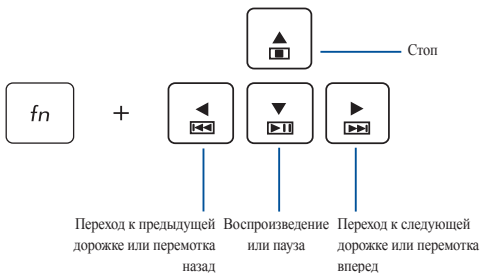 Стоп
fn +
Переход к предыдущей
дорожке или перемотка
назад
Воспроизведение
или пауза
Переход к следующей
дорожке или перемотка
вперед